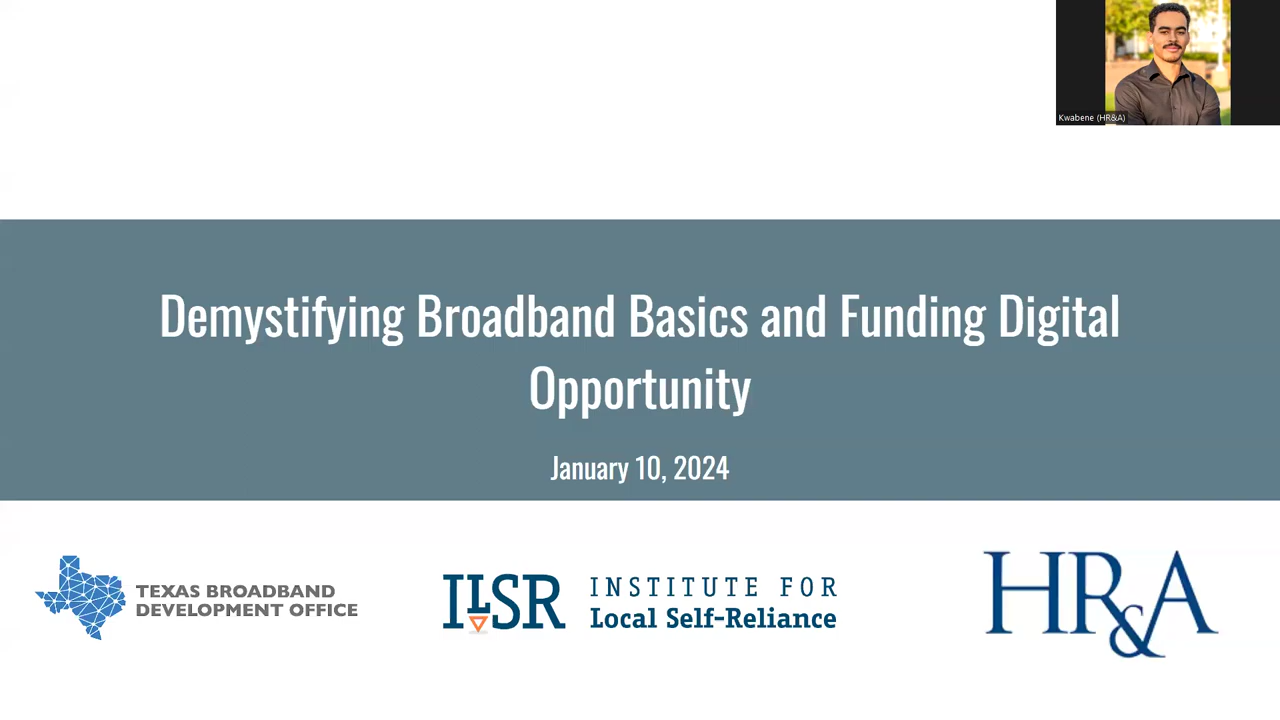 Kwabene (HR&A)
Demystifying Broadband Basics and Funding Digital
Opportunity
January 10, 2024
TEXAS BROADBAND
DEVELOPMENT OFFICE
ILSR
INSTITUTE FOR
Local Self-Reliance
HR&A